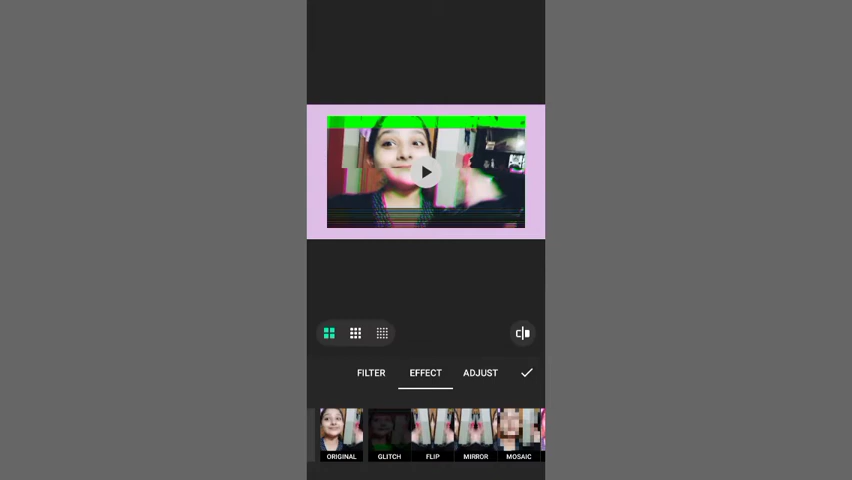 FILTER EFFECT ADJUST
ORIGINAL GLITCH FLIP MIRROR MOSAIC